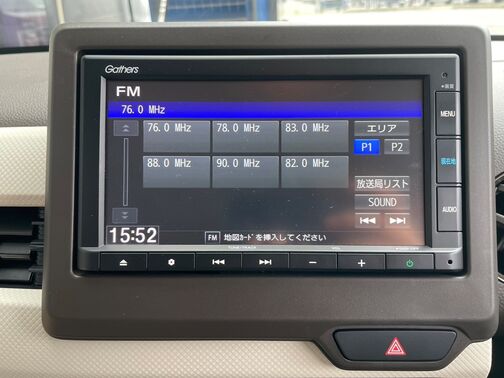 Gathers
FM
76.0 MHz
76.0 MHz 78.0 MHz 83.0 MHz エリア
P1 P2
88.0 MHz 90.0 MHz 82.0 MHz
放送局リスト
SOUND
15:52 FM 地図ｶｰﾄﾞを挿入してください
MENU
現在地
AUDIO
TUNE/TRACK
VOL